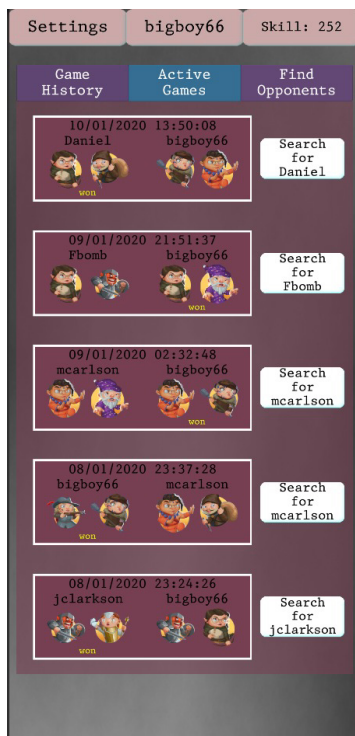 Settings bigboy66 Skill: 252
Game History Active Games Find Opponents
10/01/2020 13:50:08
Daniel bigboy66
won
Search
for
Daniel
09/01/2020 21:51:37
Fbomb bigboy66
won
Search
for
Fbomb
09/01/2020 02:32:48
mcarlson bigboy66
won
Search
for
mcarlson
08/01/2020 23:37:28
bigboy66 mcarlson
won
Search
for
mcarlson
08/01/2020 23:24:26
jclarkson bigboy66
won
Search
for
jclarkson